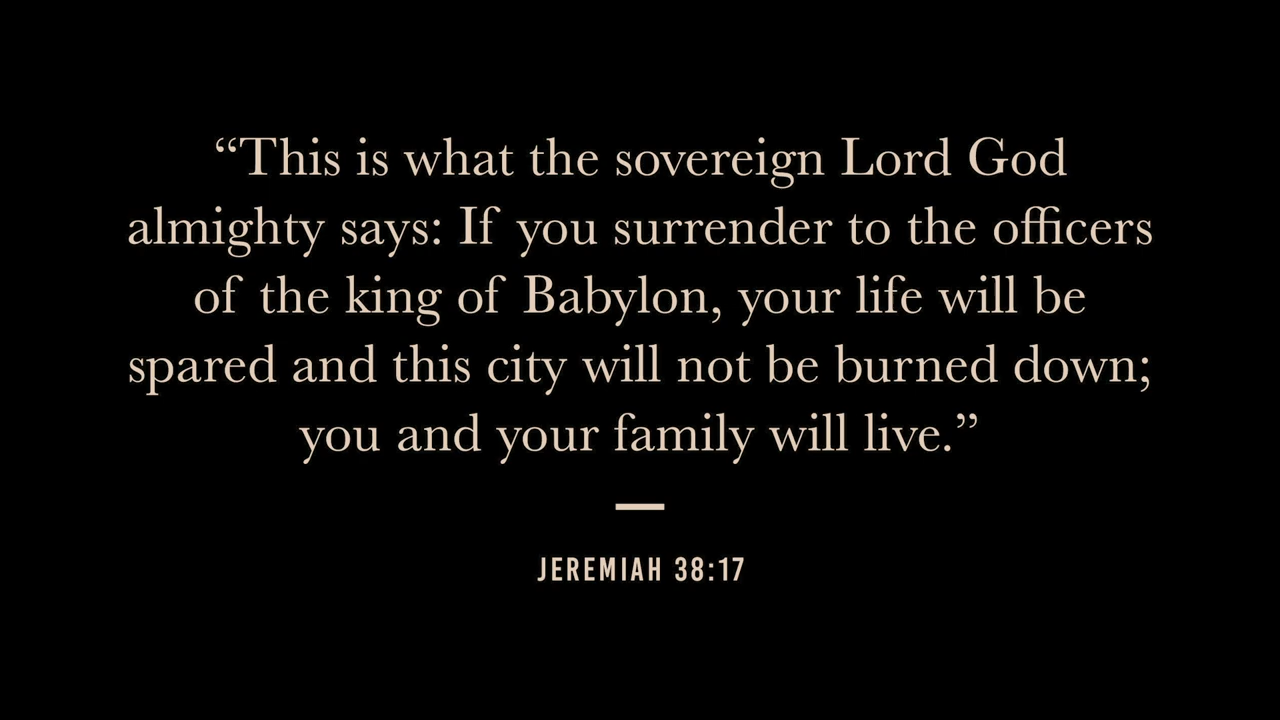 “This is what the sovereign Lord God
almighty says: If you surrender to the officers
of the king of Babylon, your life will be
spared and this city will not be burned down;
you and your family will live.”
JEREMIAH 38:17